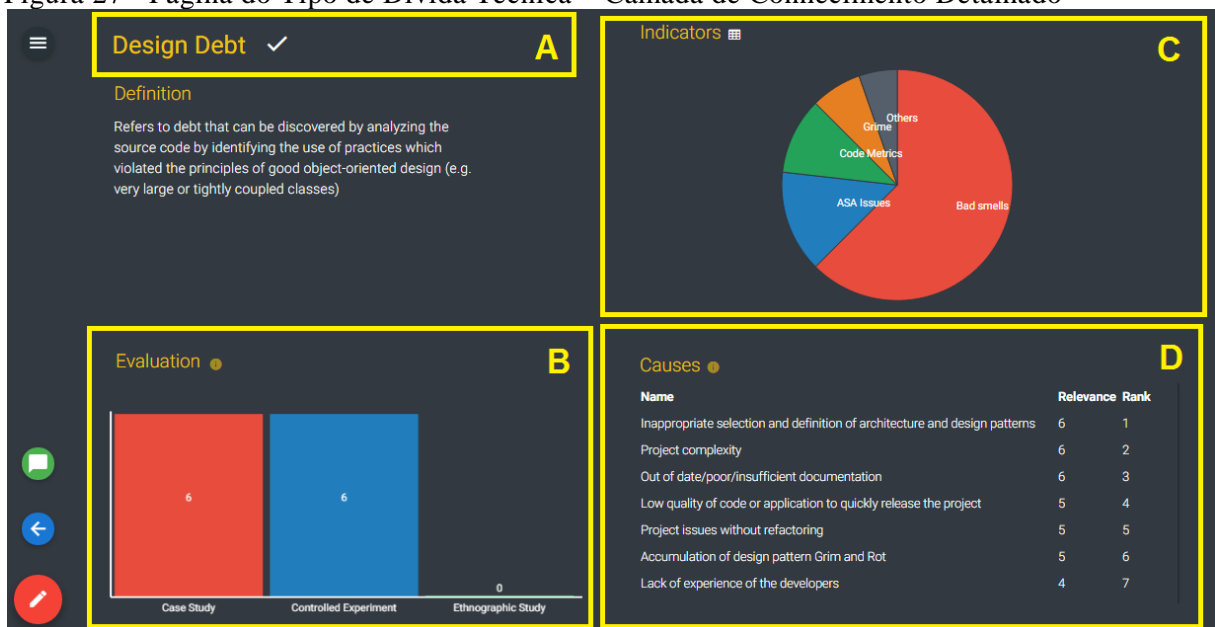 Figura 27 - Página do Tipo de Dívida Técnica – Camada de Conhecimento Detalhado
Design Debt
A
Definition
Refers to debt that can be discovered by analyzing the
source code by identifying the use of practices which
violated the principles of good object-oriented design (e.g.
very large or tightly coupled classes)
Indicators
C
Others
Grime
Code Metrics
ASA Issues
Bad smells
Evaluation
B
6
6
0
Case Study
Controlled Experiment
Ethnographic Study
Causes
D
Name Relevance Rank
Inappropriate selection and definition of architecture and design patterns 6 1
Project complexity 6 2
Out of date/poor/insufficient documentation 6 3
Low quality of code or application to quickly release the project 5 4
Project issues without refactoring 5 5
Accumulation of design pattern Grim and Rot 5 6
Lack of experience of the developers 4 7